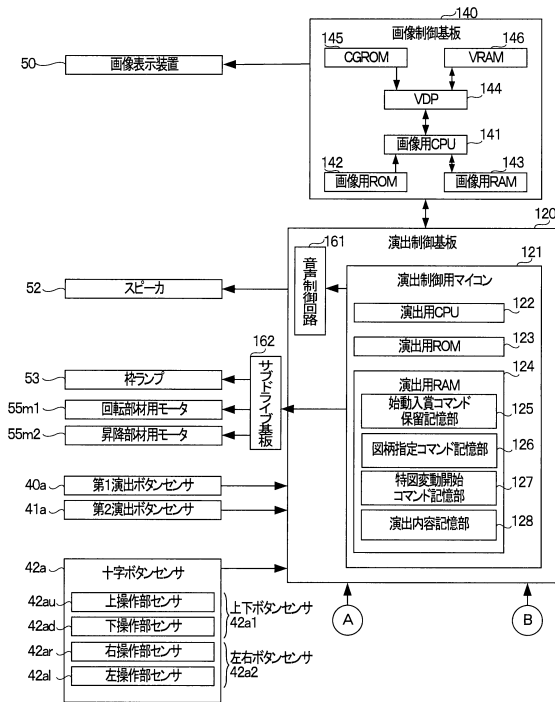 140
画像制御基板
145
CGROM
146
VRAM
50
画像表示装置
VDP
144
141
画像用CPU
142
画像用ROM
143
画像用RAM
120
演出制御基板
161
音声制御回路
121
演出制御用マイコン
52
スピーカ
122
演出用CPU
123
演出用ROM
162
サブドライブ基板
124
演出用RAM
53
枠ランプ
始動入賞コマンド
保留記憶部
125
55m1
回転部材用モータ
55m2
昇降部材用モータ
図柄指定コマンド記憶部
126
特図変動開始
コマンド記憶部
127
40a
第1演出ボタンセンサ
41a
第2演出ボタンセンサ
演出内容記憶部
128
42a
十字ボタンセンサ
A
B
42au
上操作部センサ
42ad
下操作部センサ
上下ボタンセンサ
42a1
42ar
右操作部センサ
42al
左操作部センサ
左右ボタンセンサ
42a2